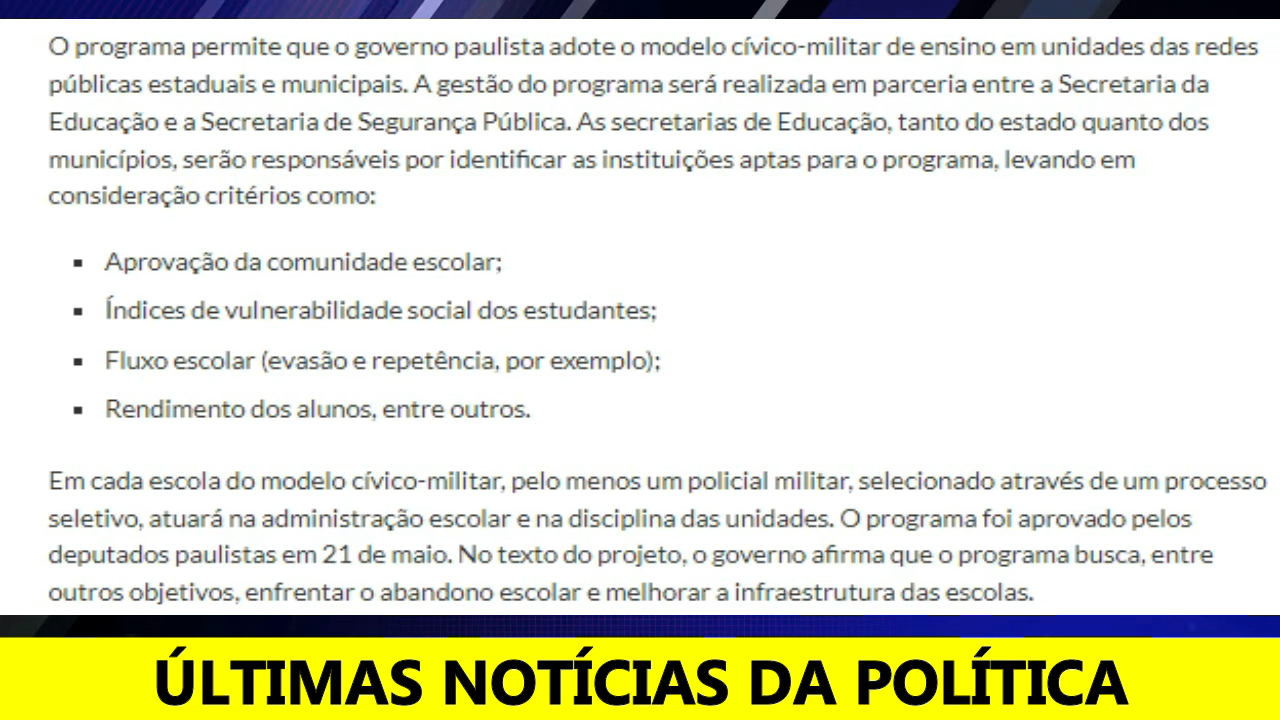 O programa permite que o governo paulista adote o modelo cívico-militar de ensino em unidades das redes
públicas estaduais e municipais. A gestão do programa será realizada em parceria entre a Secretaria da
Educação e a Secretaria de Segurança Pública. As secretarias de Educação, tanto do estado quanto dos
municípios, serão responsáveis por identificar as instituições aptas para o programa, levando em
consideração critérios como:
▪ Aprovação da comunidade escolar;
▪ Índices de vulnerabilidade social dos estudantes;
▪ Fluxo escolar (evasão e repetência, por exemplo);
▪ Rendimento dos alunos, entre outros.
Em cada escola do modelo cívico-militar, pelo menos um policial militar, selecionado através de um processo
seletivo, atuará na administração escolar e na disciplina das unidades. O programa foi aprovado pelos
deputados paulistas em 21 de maio. No texto do projeto, o governo afirma que o programa busca, entre
outros objetivos, enfrentar o abandono escolar e melhorar a infraestrutura das escolas.
ÚLTIMAS NOTÍCIAS DA POLÍTICA